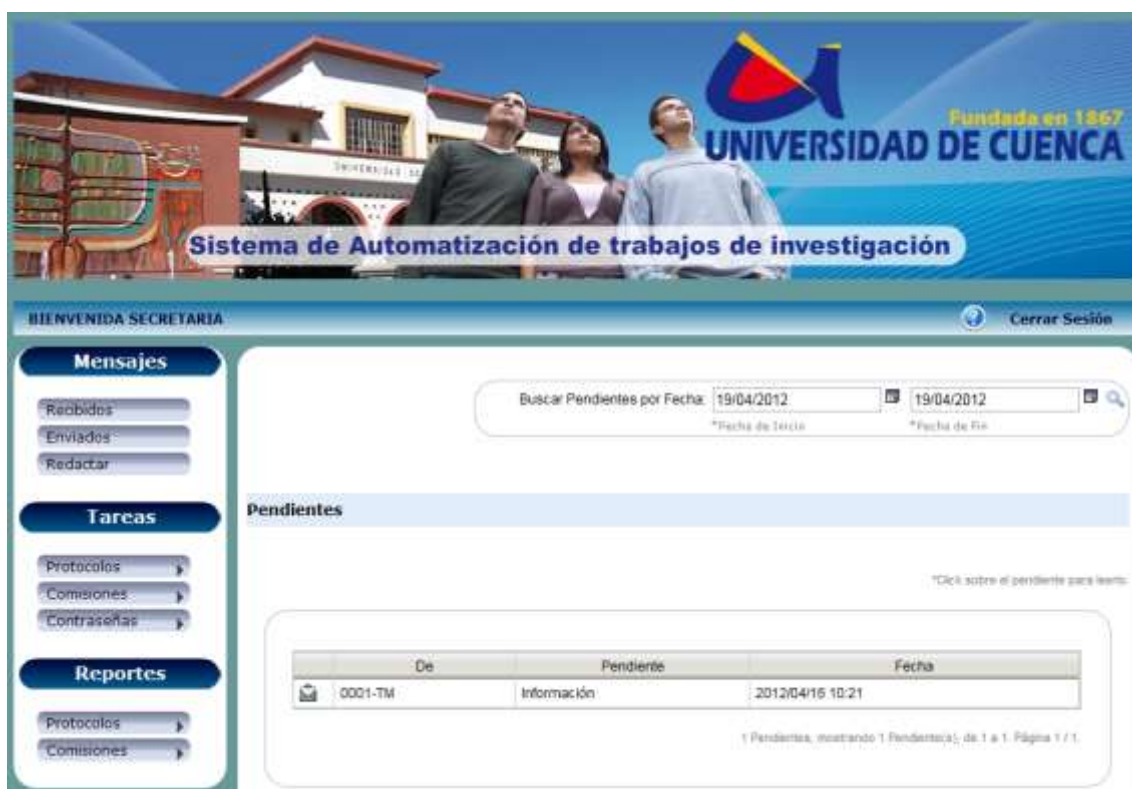 Fundada en 1867
UNIVERSIDAD DE CUENCA
Sistema de Automatización de trabajos de investigación
BIENVENIDA SECRETARIA
Cerrar Sesión
Mensajes
Recibidos
Enviados
Redactar
Tareas
Protocolos
Comisiones
Contraseñas
Reportes
Protocolos
Comisiones
Buscar Pendientes por Fecha: 19/04/2012 19/04/2012
*Fecha de Inicio *Fecha de Fin
Pendientes
*Click sobre el pendiente para leerlo
De Pendiente Fecha
0001-TM Información 2012/04/16 10:21
1 Pendientes, mostrando 1 Pendiente(s), de 1 a 1. Página 1 / 1.